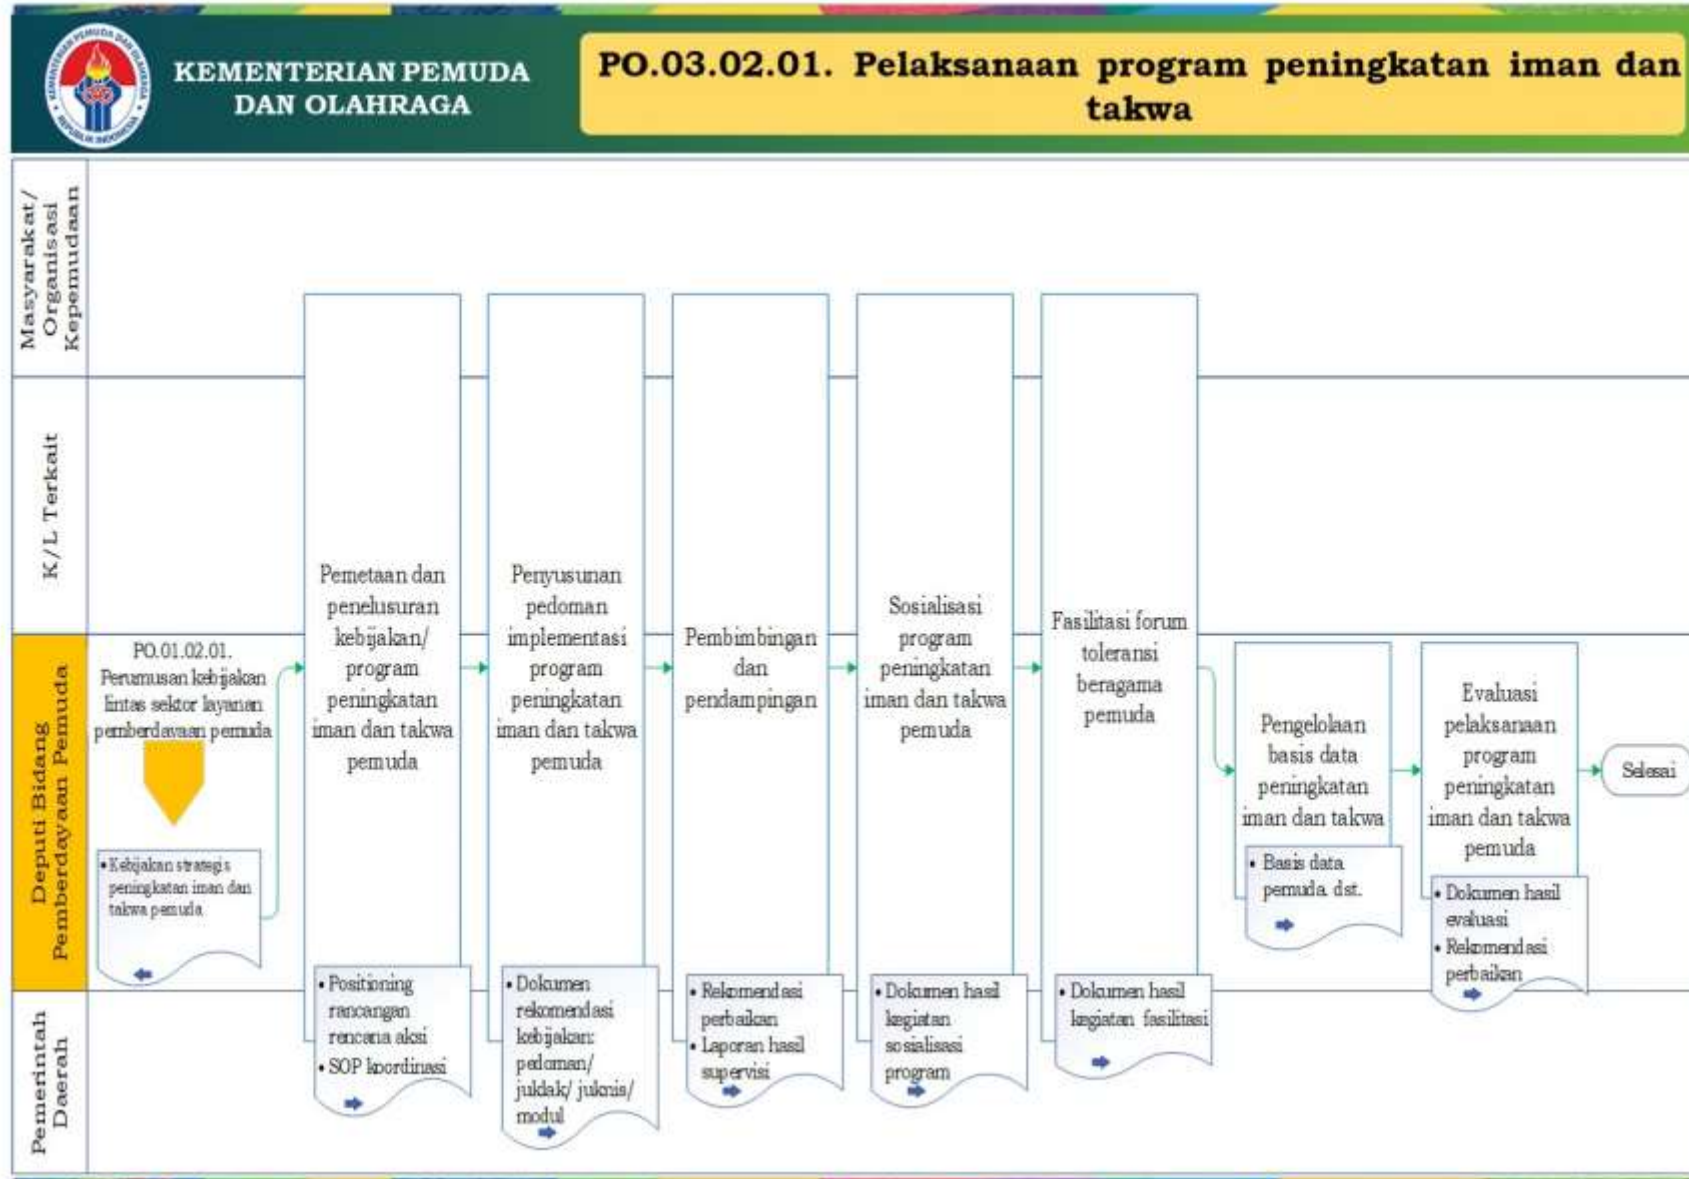 KEMENTERIAN PEMUDA DAN OLAHRAGA
REPUBLIK INDONESIA
KEMENTERIAN PEMUDA
DAN OLAHRAGA
PO.03.02.01. Pelaksanaan program peningkatan iman dan
takwa
Masyarakat/
Organisasi
Kepemudaan
K/L Terkait
Deputi Bidang
Pemberdayaan Pemuda
Pemerintah
Daerah
PO.01.02.01.
Perumusan kebijakan
lintas sektor layanan
pemberdayaan pemuda
• Kebijakan strategis
peningkatan iman dan
takwa pemuda
Pemetaan dan
penelusuran
kebijakan/
program
peningkatan
iman dan takwa
pemuda
• Positioning
rancangan
rencana aksi
• SOP koordinasi
Penyusunan
pedoman
implementasi
program
peningkatan
iman dan takwa
pemuda
• Dokumen
rekomendasi
kebijakan:
pedoman/
juklak/ juknis/
modul
Pembimbingan
dan
pendampingan
• Rekomendasi
perbaikan
• Laporan hasil
supervisi
Sosialisasi
program
peningkatan
iman dan takwa
pemuda
• Dokumen hasil
kegiatan
sosialisasi
program
Fasilitasi forum
toleransi
beragama
pemuda
• Dokumen hasil
kegiatan fasilitasi
Pengelolaan
basis data
peningkatan
iman dan takwa
• Basis data
pemuda dst.
Evaluasi
pelaksanaan
program
peningkatan
iman dan takwa
pemuda
• Dokumen hasil
evaluasi
• Rekomendasi
perbaikan
Selesai